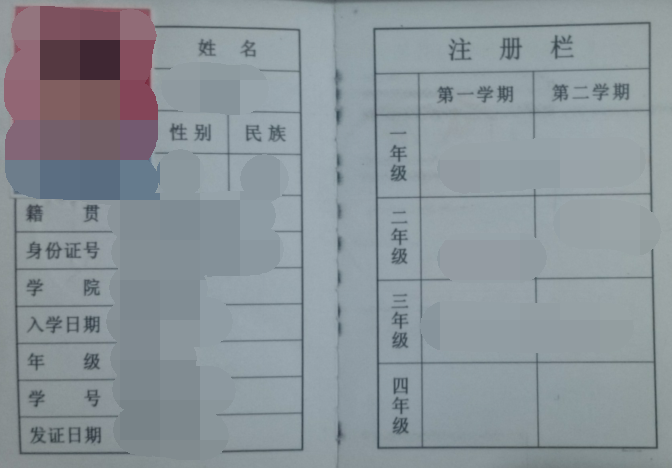 姓 名
性别 民族
籍 贯
身份证号
学 院
入学日期
年 级
学 号
发证日期
注 册 栏
第一学期 第二学期
一年级
二年级
三年级
四年级